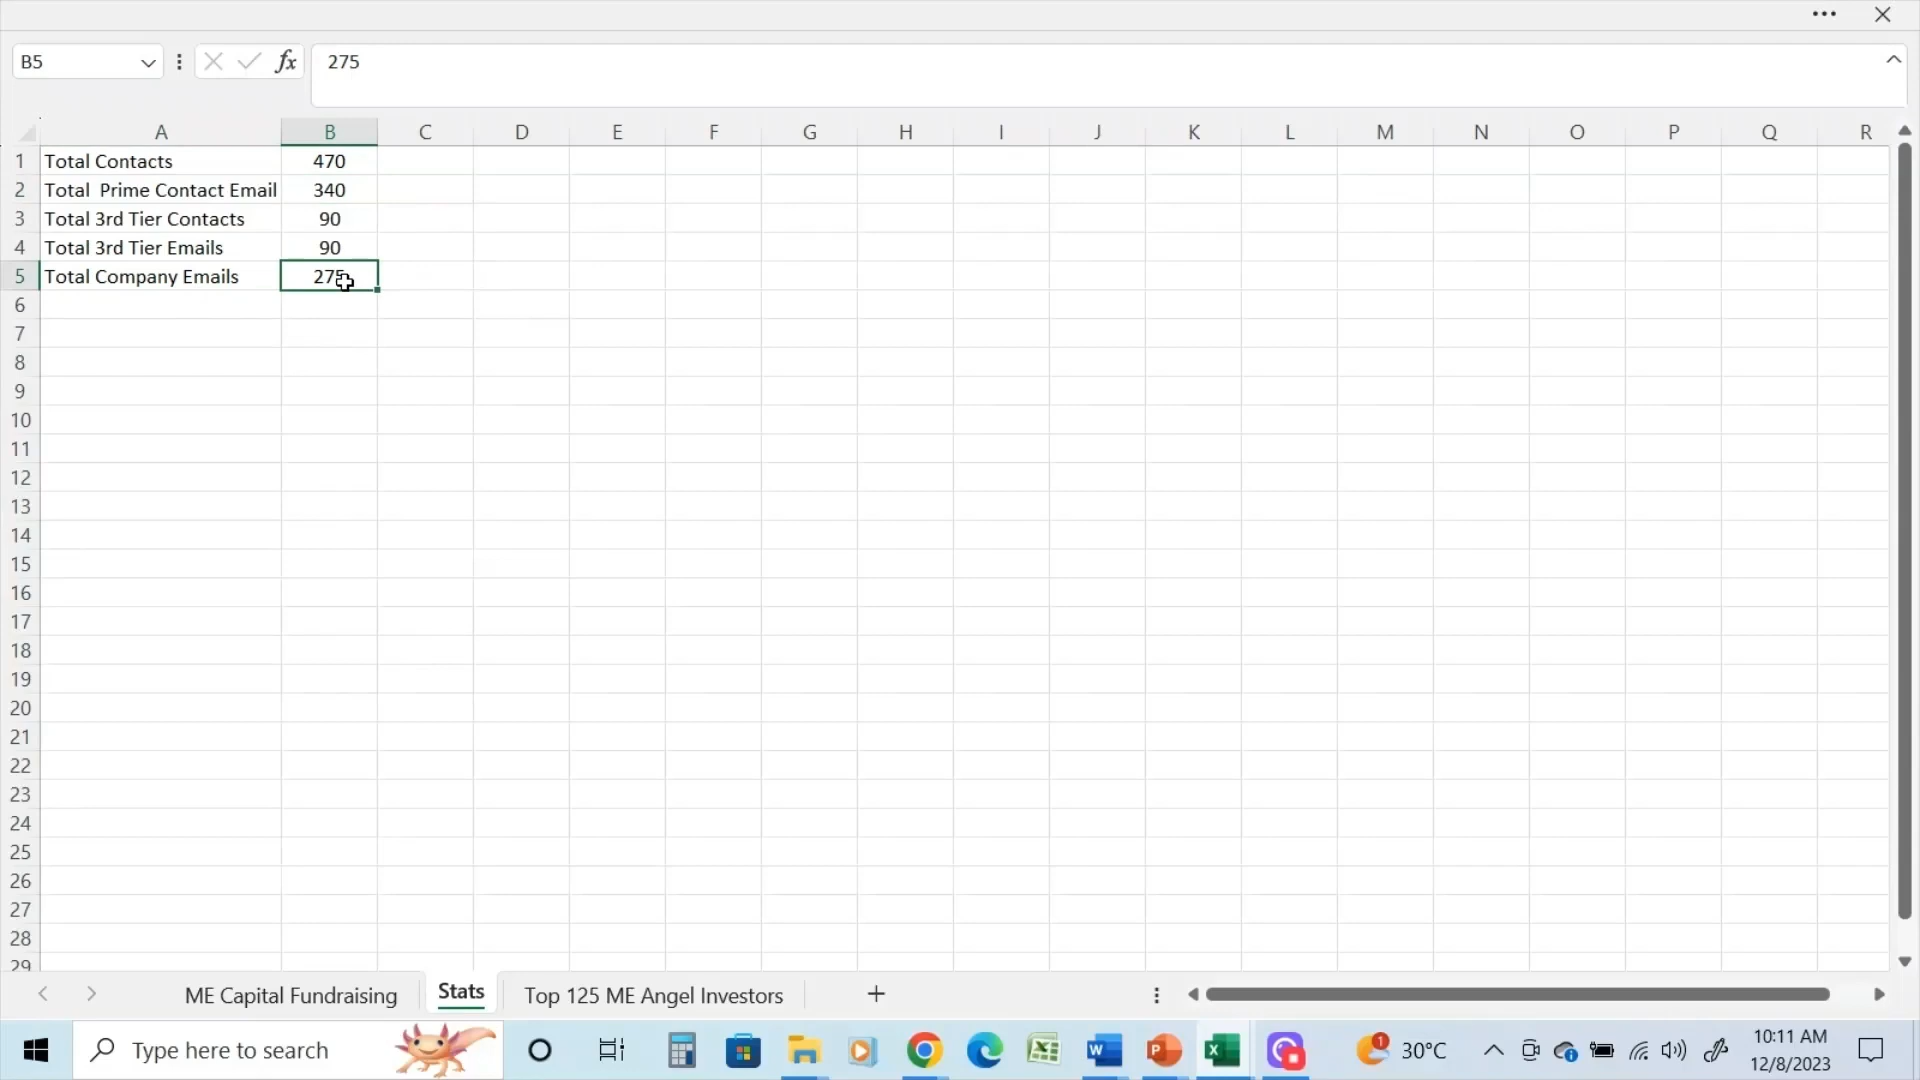 B5
fx
275
A B C D E F G H I J K L M N O P Q R
1 Total Contacts 470
2 Total  Prime Contact Email 340
3 Total 3rd Tier Contacts 90
4 Total 3rd Tier Emails 90
5 Total Company Emails 275
6
7
8
9
10
11
12
13
14
15
16
17
18
19
20
21
22
23
24
25
26
27
28
29
ME Capital Fundraising Stats Top 125 ME Angel Investors
Type here to search
W
P
X
1
30°C
10:11 AM
12/8/2023